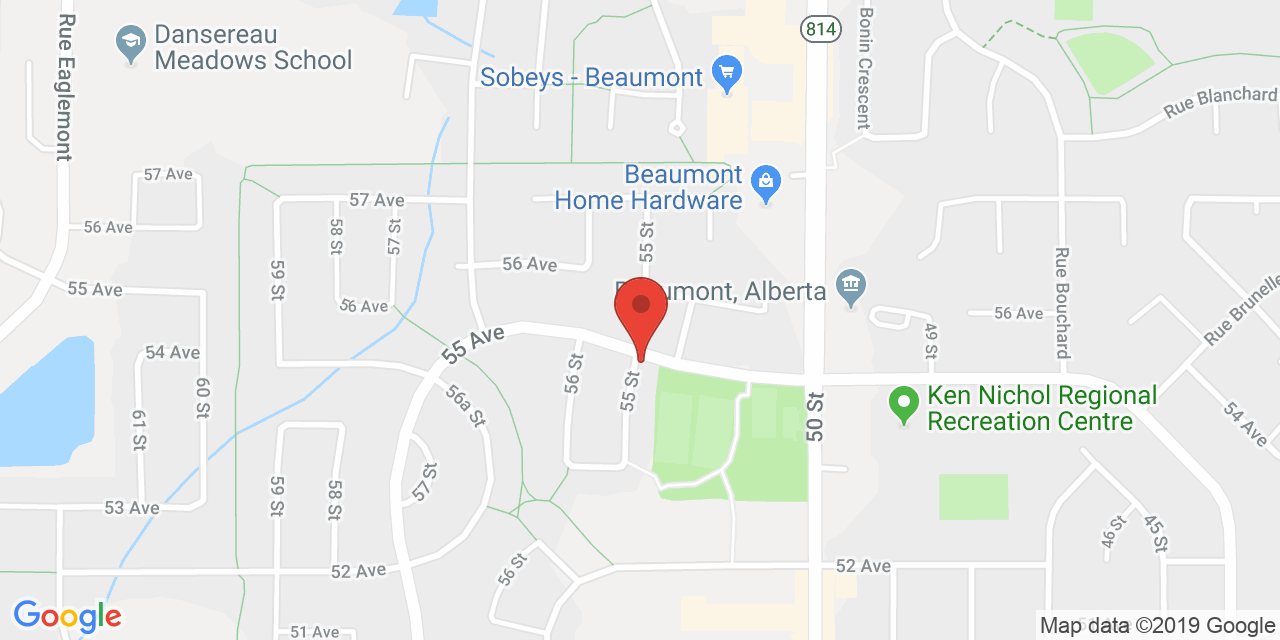 Rue Eaglemont
Dansereau
Meadows School
Sobeys - Beaumont
814
Bonin Crescent
Rue Blanchard
57 Ave
56 Ave
57 Ave
58 St
57 St
59 St
56 Ave
Beaumont
Home Hardware
55 St
56 Ave
55 Ave
54 Ave
60 St
61 St
53 Ave
55 Ave
56a St
56 St
55 St
57 St
59 St
58 St
52 Ave
56 St
51 Ave
Beaumont, Alberta
49 St
56 Ave
Rue Bouchard
Rue Brunelle
54 Ave
50 St
Ken Nichol Regional
Recreation Centre
46 St
45 St
52 Ave
Google
Map data ©2019 Google